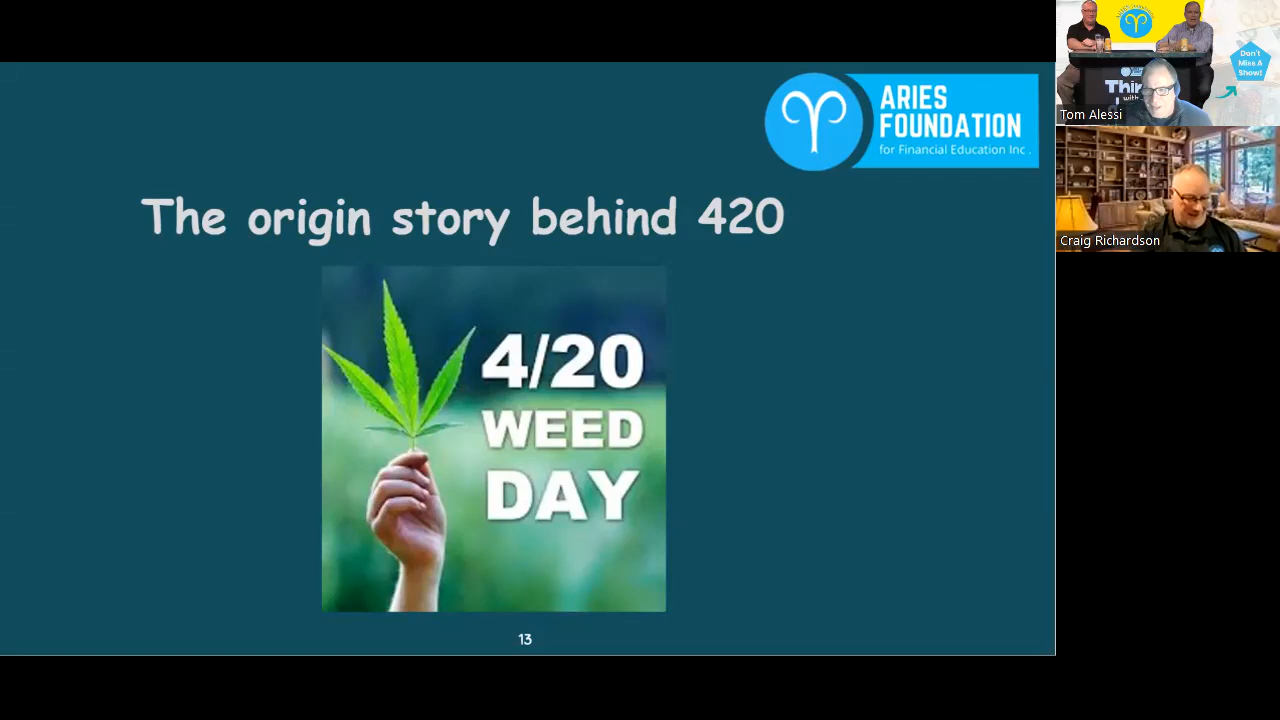 ARIES
FOUNDATION
for Financial Education Inc.
The origin story behind 420
4/20
WEED
DAY
13
Don't
Miss A
Show!
Tom Alessi
Craig Richardson